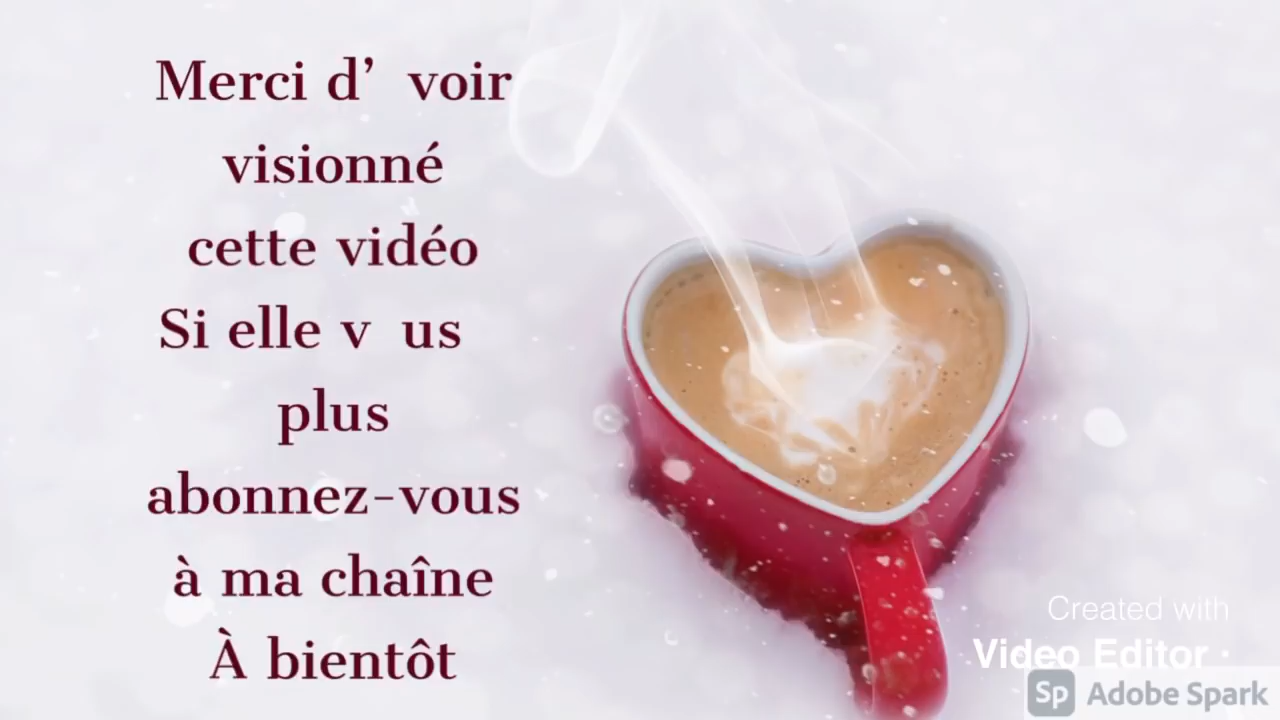 Merci d’ voir
visionné
cette vidéo
Si elle v us
plus
abonnez-vous
à ma chaîne
À bientôt
Created with
Video Editor ·
Sp Adobe Spark